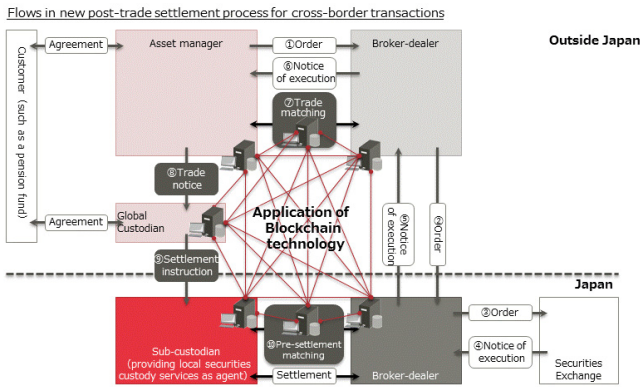 Flows in new post-trade settlement process for cross-border transactions
Agreement
Asset manager
①Order
Broker-dealer
Outside Japan
⑥Notice
of execution
Customer (such as a
pension fund)
⑦Trade
matching
⑧Trade
notice
Agreement
Global
Custodian
Application of
Blockchain
technology
⑤Notice
of execution
②Order
⑨Settlement
instruction
Japan
③Order
⑩Pre-settlement
matching
④Notice of
execution
Sub-custodian
(providing local securities
custody services as agent)
Settlement
Broker-dealer
Securities
Exchange